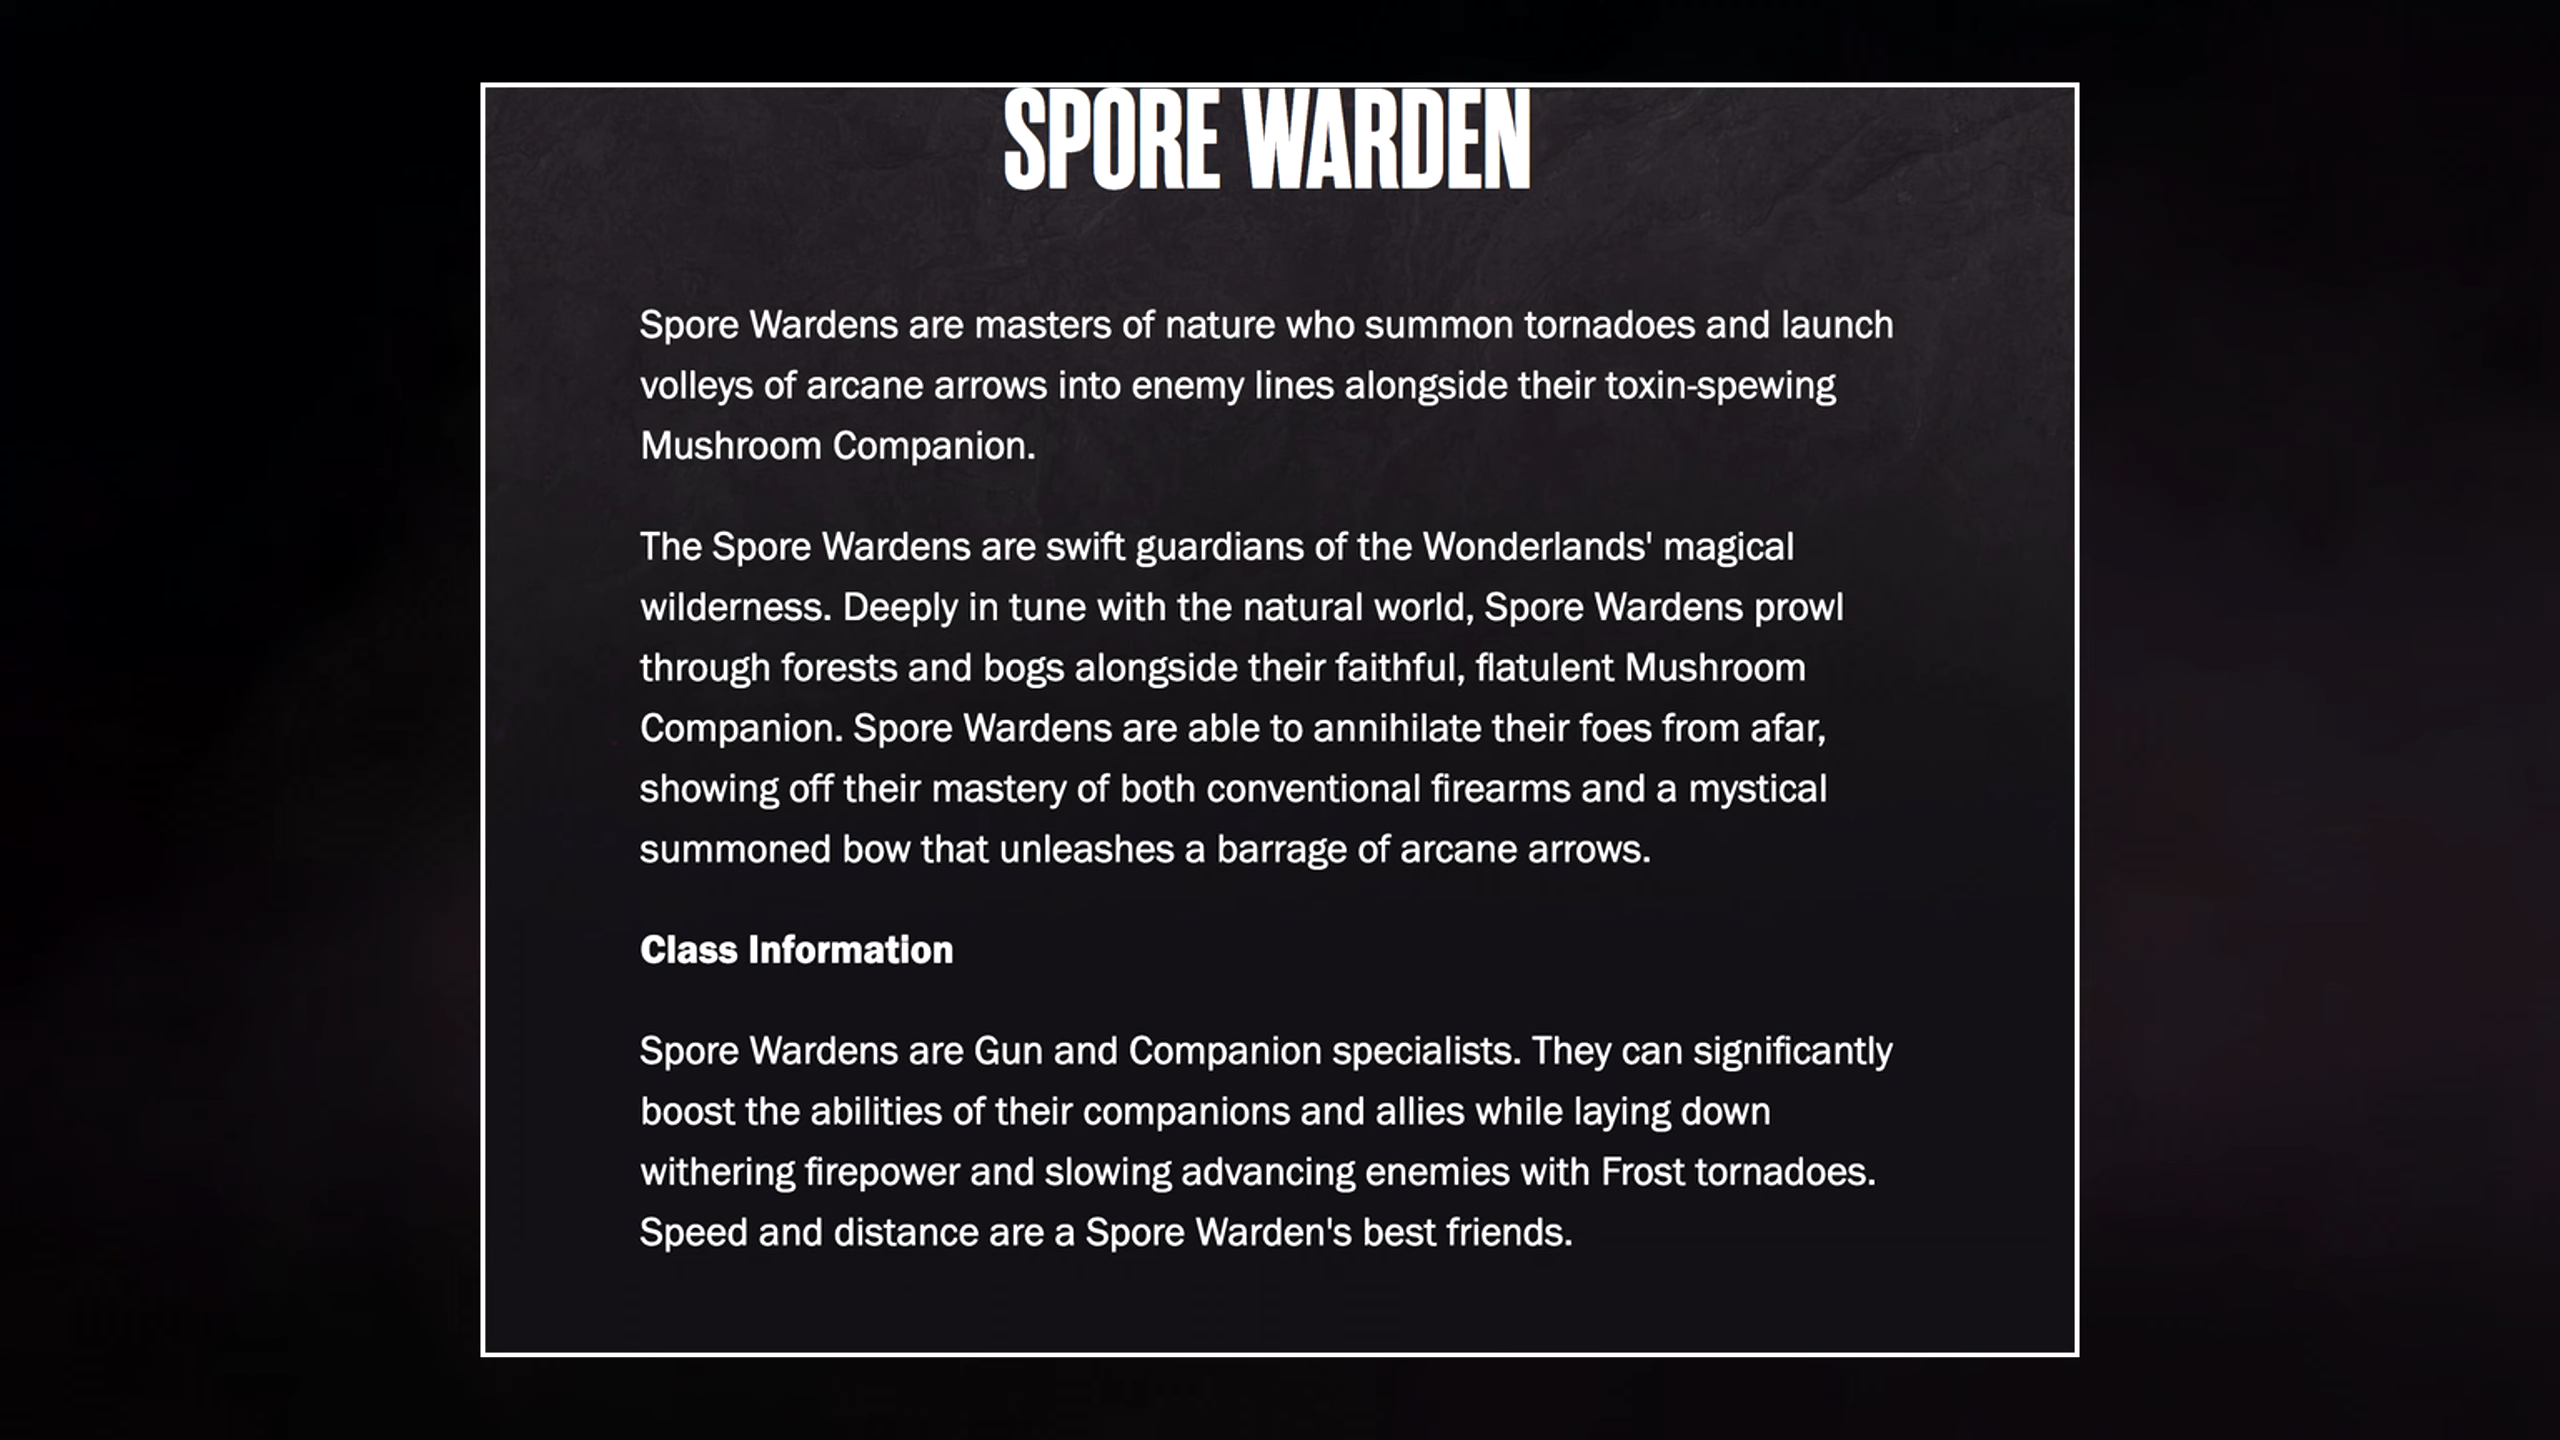 SPORE WARDEN
Spore Wardens are masters of nature who summon tornadoes and launch
volleys of arcane arrows into enemy lines alongside their toxin-spewing
Mushroom Companion.
The Spore Wardens are swift guardians of the Wonderlands' magical
wilderness. Deeply in tune with the natural world, Spore Wardens prowl
through forests and bogs alongside their faithful, flatulent Mushroom
Companion. Spore Wardens are able to annihilate their foes from afar,
showing off their mastery of both conventional firearms and a mystical
summoned bow that unleashes a barrage of arcane arrows.
Class Information
Spore Wardens are Gun and Companion specialists. They can significantly
boost the abilities of their companions and allies while laying down
withering firepower and slowing advancing enemies with Frost tornadoes.
Speed and distance are a Spore Warden's best friends.